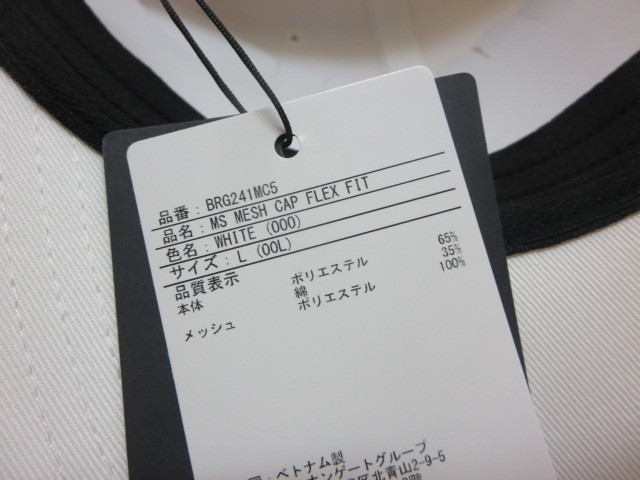 品番:BRG241MC5
品名:MS MESH CAP FLEX FIT
色名:WHITE(000)
サイズ:L (00L)
品質表示
本体 ポリエステル 65%
綿 35%
メッシュ ポリエステル 100%
国:ベトナム製
オンゲートグループ
区北青山2-9-5